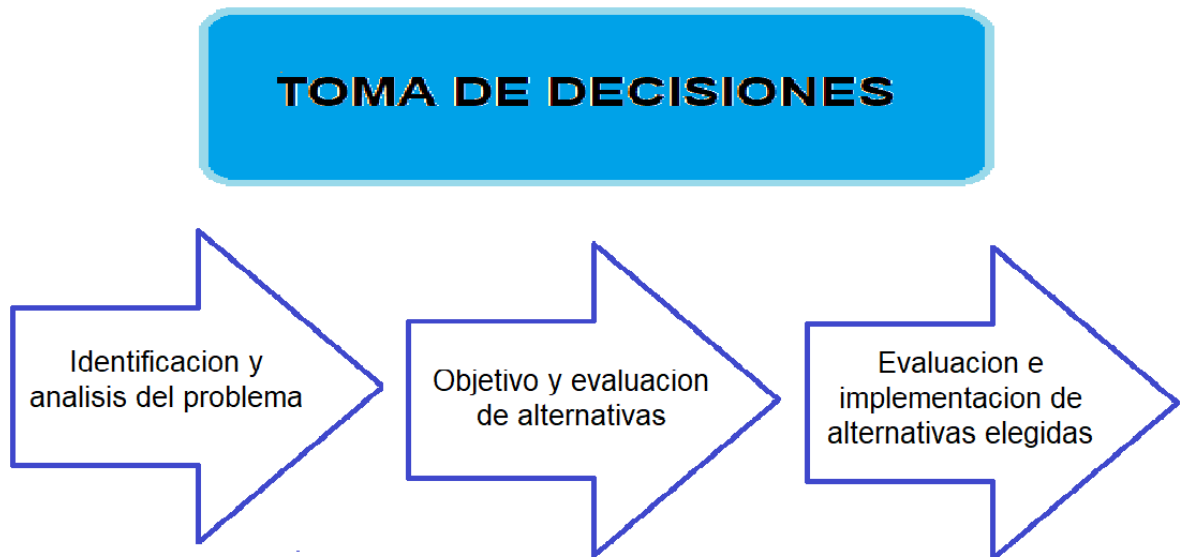 TOMA DE DECISIONES
Identificacion y
analisis del problema
Objetivo y evaluacion
de alternativas
Evaluacion e
implementacion de
alternativas elegidas